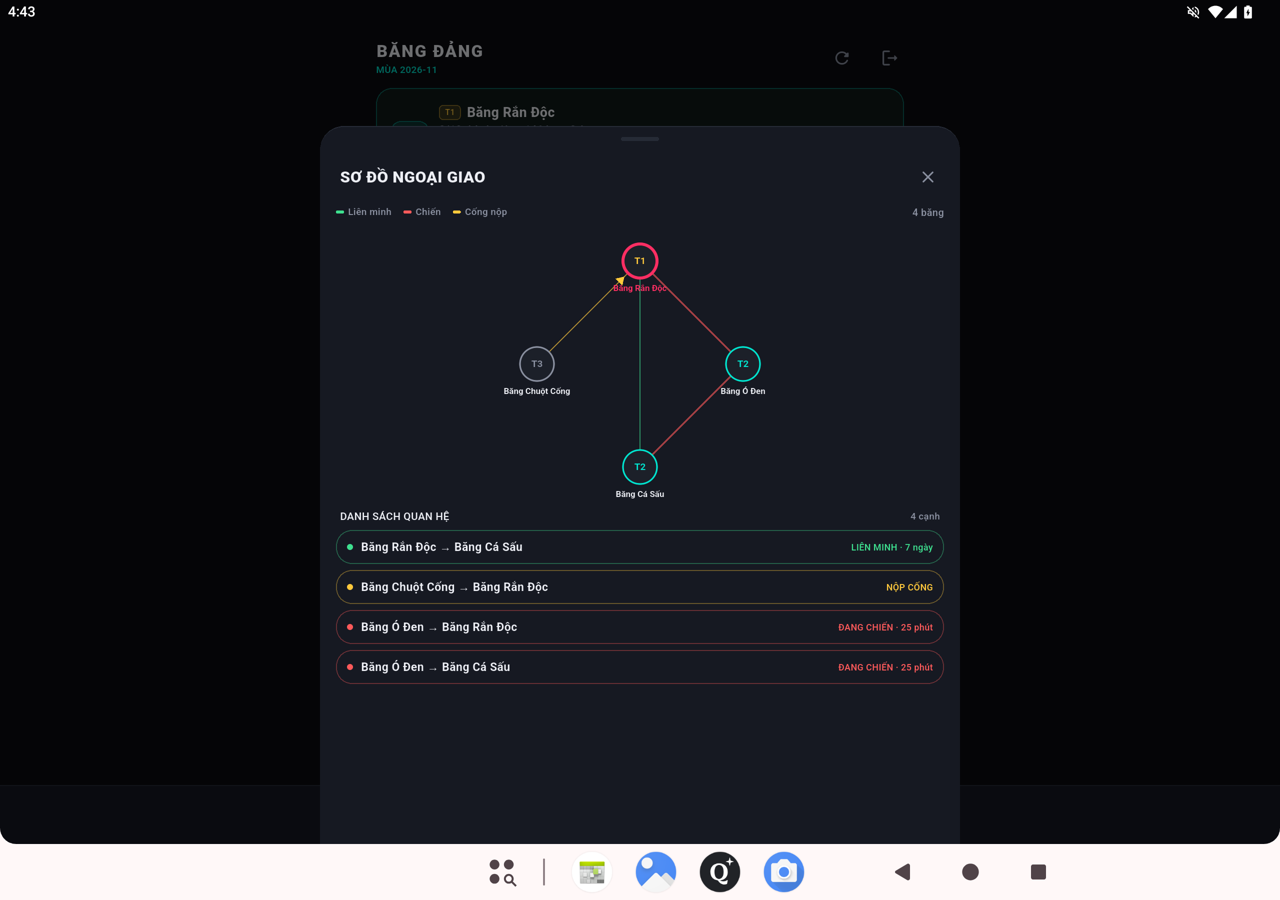 4:43
BĂNG ĐẢNG
MÙA 2026-11
T1 Băng Rắn Độc
SƠ ĐỒ NGOẠI GIAO
Liên minh Chiến Cống nộp 4 băng
T1
Băng Rắn Độc
T3
Băng Chuột Cống
T2
Băng Ó Đen
T2
Băng Cá Sấu
DANH SÁCH QUAN HỆ 4 cạnh
Băng Rắn Độc → Băng Cá Sấu LIÊN MINH · 7 ngày
Băng Chuột Cống → Băng Rắn Độc NỘP CỐNG
Băng Ó Đen → Băng Rắn Độc ĐANG CHIẾN · 25 phút
Băng Ó Đen → Băng Cá Sấu ĐANG CHIẾN · 25 phút